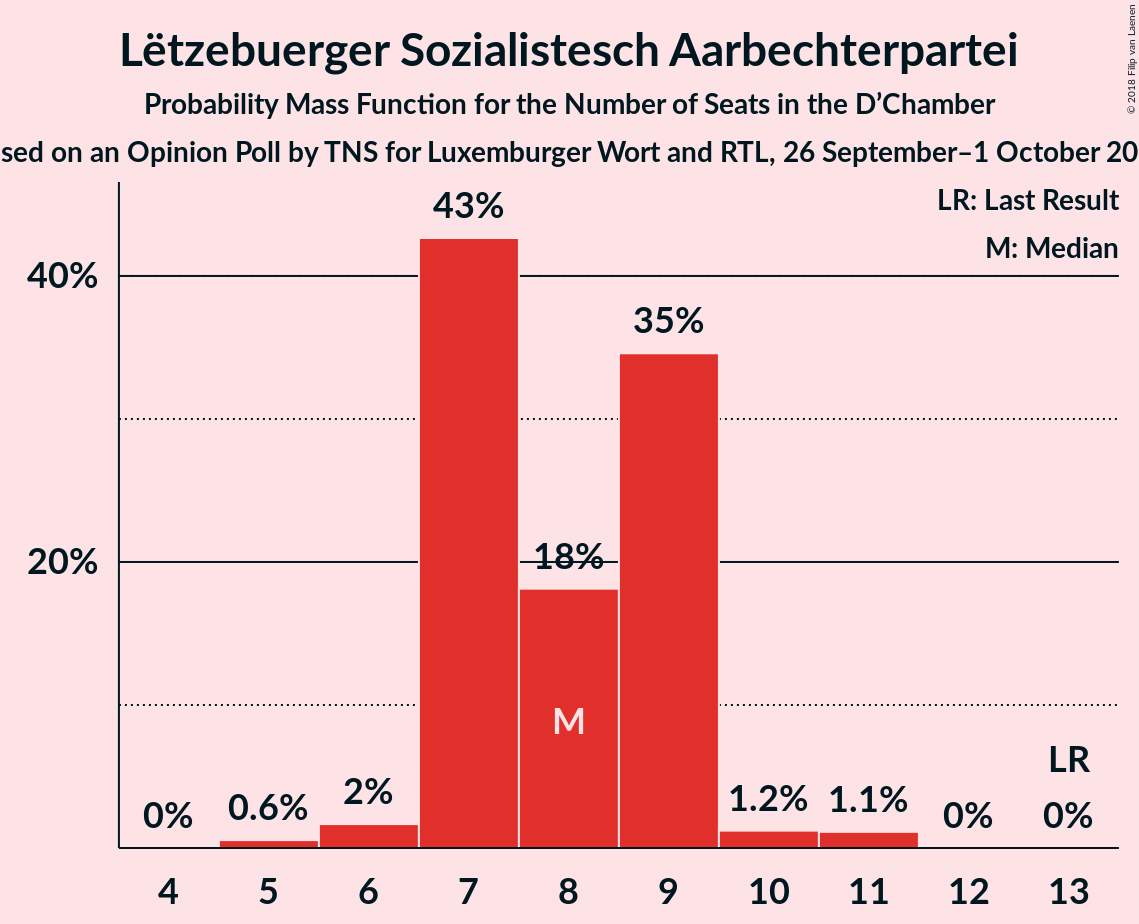 Lëtzebuerger Sozialistesch Aarbechterpartei
Probability Mass Function for the Number of Seats in the D’Chamber
sed on an Opinion Poll by TNS for Luxemburger Wort and RTL, 26 September–1 October 20
© 2018 Filip van Laenen
LR: Last Result
M: Median
43%
40%
35%
20%
18%
M
LR
0% 0.6% 2% 1.2% 1.1% 0% 0%
4 5 6 7 8 9 10 11 12 13